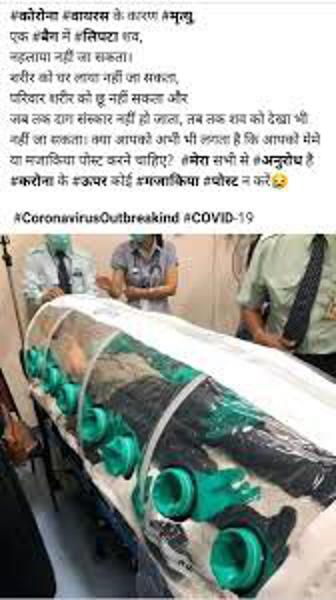 #कोरोना #वायरस के कारण #मृत्यु,
एक #बैग में #लिपटा शव,
नहलाया नहीं जा सकता।
शरीर को घर लाया नहीं जा सकता,
परिवार शरीर को छू नहीं सकता और
जब तक दाग संस्कार नहीं हो जाता, तब तक शव को देखा भी
नहीं जा सकता। क्या आपको अभी भी लगता है कि आपको मेमे
या मजाकिया पोस्ट करने चाहिए? #मेरा सभी से #अनुरोध है
#करोना के #ऊपर कोई #मजाकिया #पोस्ट न करे😢
#CoronavirusOutbreakind #COVID-19